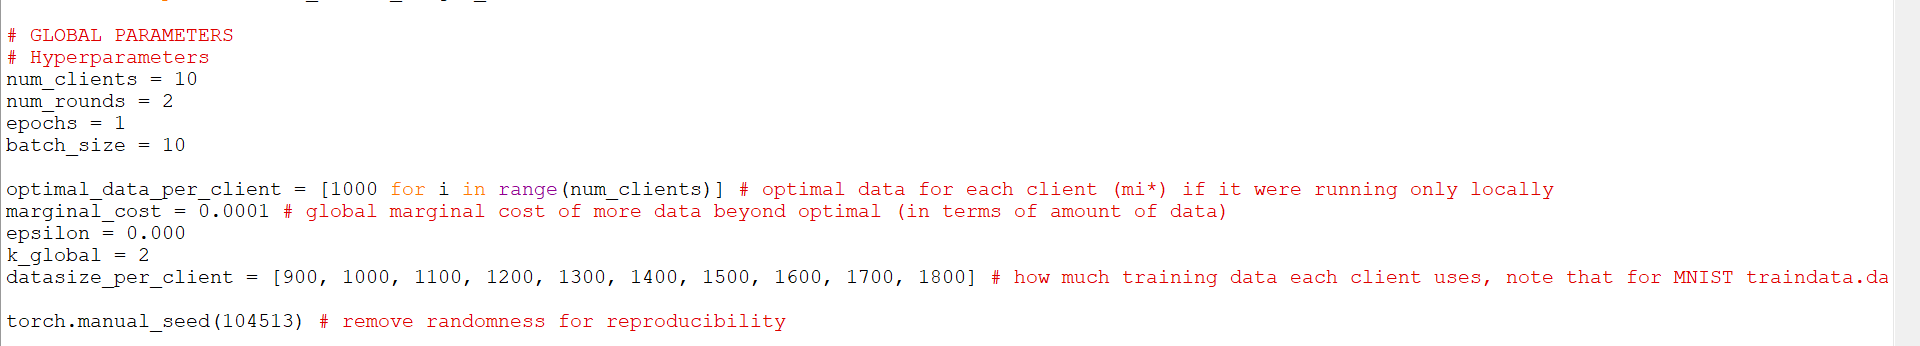 # GLOBAL PARAMETERS
# Hyperparameters
num_clients = 10
num_rounds = 2
epochs = 1
batch_size = 10
optimal_data_per_client = [1000 for i in range(num_clients)] # optimal data for each client (mi*) if it were running only locally
marginal_cost = 0.0001 # global marginal cost of more data beyond optimal (in terms of amount of data)
epsilon = 0.000
k_global = 2
datasize_per_client = [900, 1000, 1100, 1200, 1300, 1400, 1500, 1600, 1700, 1800] # how much training data each client uses, note that for MNIST traindata.da
torch.manual_seed(104513) # remove randomness for reproducibility